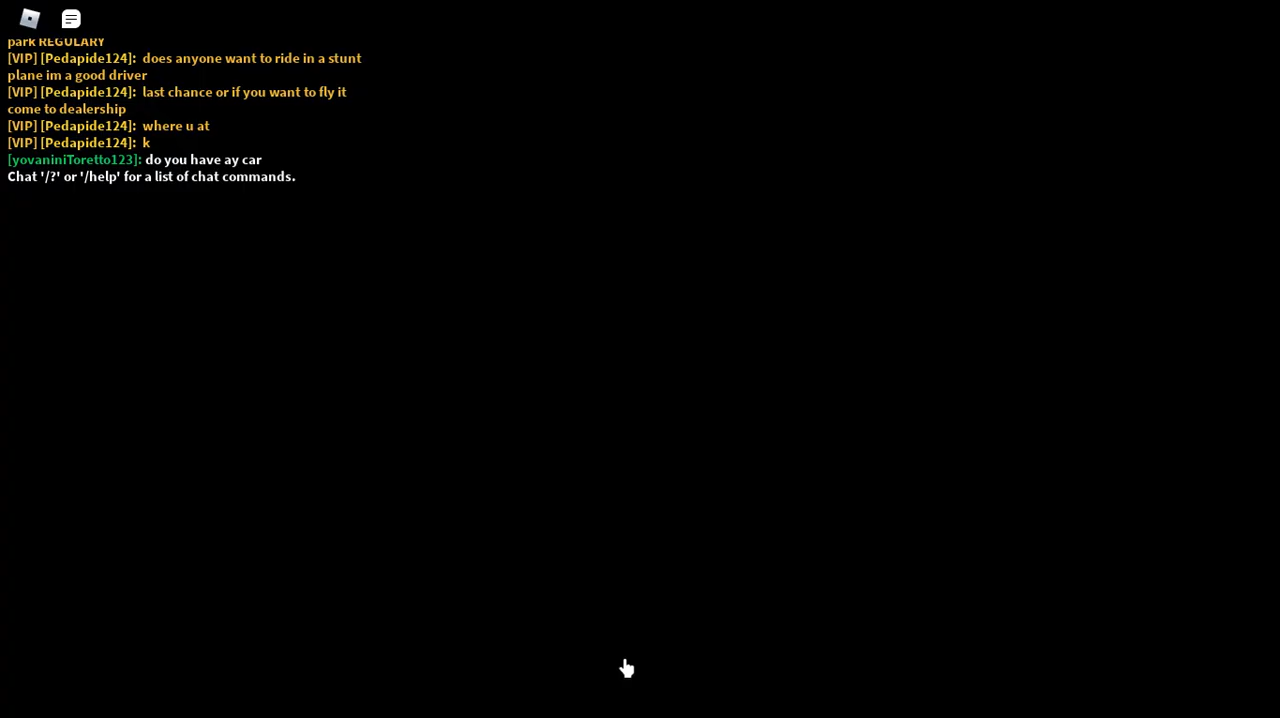 park REGULARY
[VIP] [Pedapide124]: does anyone want to ride in a stunt
plane im a good driver
[VIP] [Pedapide124]: last chance or if you want to fly it
come to dealership
[VIP] [Pedapide124]: where u at
[VIP] [Pedapide124]: k
[yovaniniToretto123]: do you have ay car
Chat '/?' or '/help' for a list of chat commands.